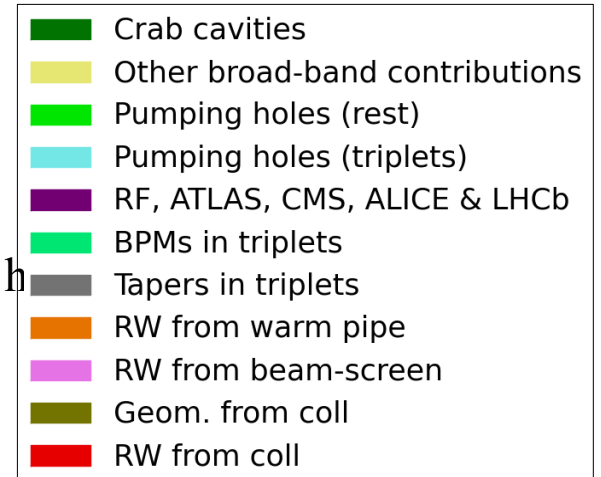 Crab cavities
Other broad-band contributions
Pumping holes (rest)
Pumping holes (triplets)
RF, ATLAS, CMS, ALICE & LHCb
BPMs in triplets
h
Tapers in triplets
RW from warm pipe
RW from beam-screen
Geom. from coll
RW from coll